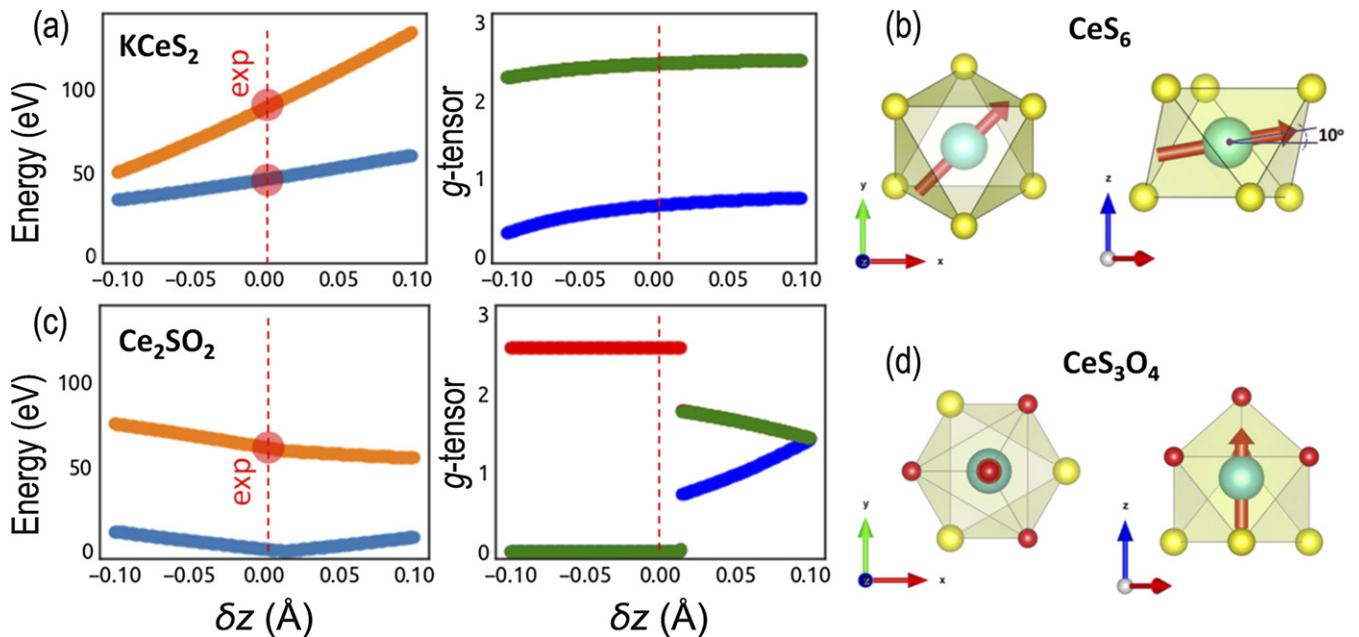 (a)
KCeS2
exp
Energy (eV)
100
50
0
−0.10 −0.05 0.00 0.05 0.10
g-tensor
3
2
1
0
−0.10 −0.05 0.00 0.05 0.10
(b)
CeS6
y
z
x
10°
z
(c)
Ce2SO2
exp
Energy (eV)
100
50
0
−0.10 −0.05 0.00 0.05 0.10
δz (Å)
g-tensor
3
2
1
0
−0.10 −0.05 0.00 0.05 0.10
δz (Å)
(d)
CeS3O4
y
z
x
z